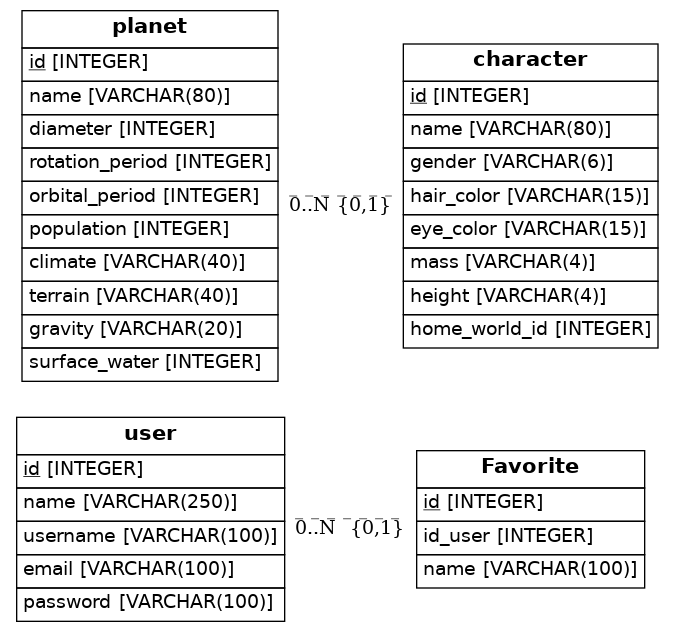 planet
id [INTEGER]
name [VARCHAR(80)]
diameter [INTEGER]
rotation_period [INTEGER]
orbital_period [INTEGER]
population [INTEGER]
climate [VARCHAR(40)]
terrain [VARCHAR(40)]
gravity [VARCHAR(20)]
surface_water [INTEGER]
0..N {0,1}
character
id [INTEGER]
name [VARCHAR(80)]
gender [VARCHAR(6)]
hair_color [VARCHAR(15)]
eye_color [VARCHAR(15)]
mass [VARCHAR(4)]
height [VARCHAR(4)]
home_world_id [INTEGER]
user
id [INTEGER]
name [VARCHAR(250)]
username [VARCHAR(100)]
email [VARCHAR(100)]
password [VARCHAR(100)]
0..N {0,1}
Favorite
id [INTEGER]
id_user [INTEGER]
name [VARCHAR(100)]